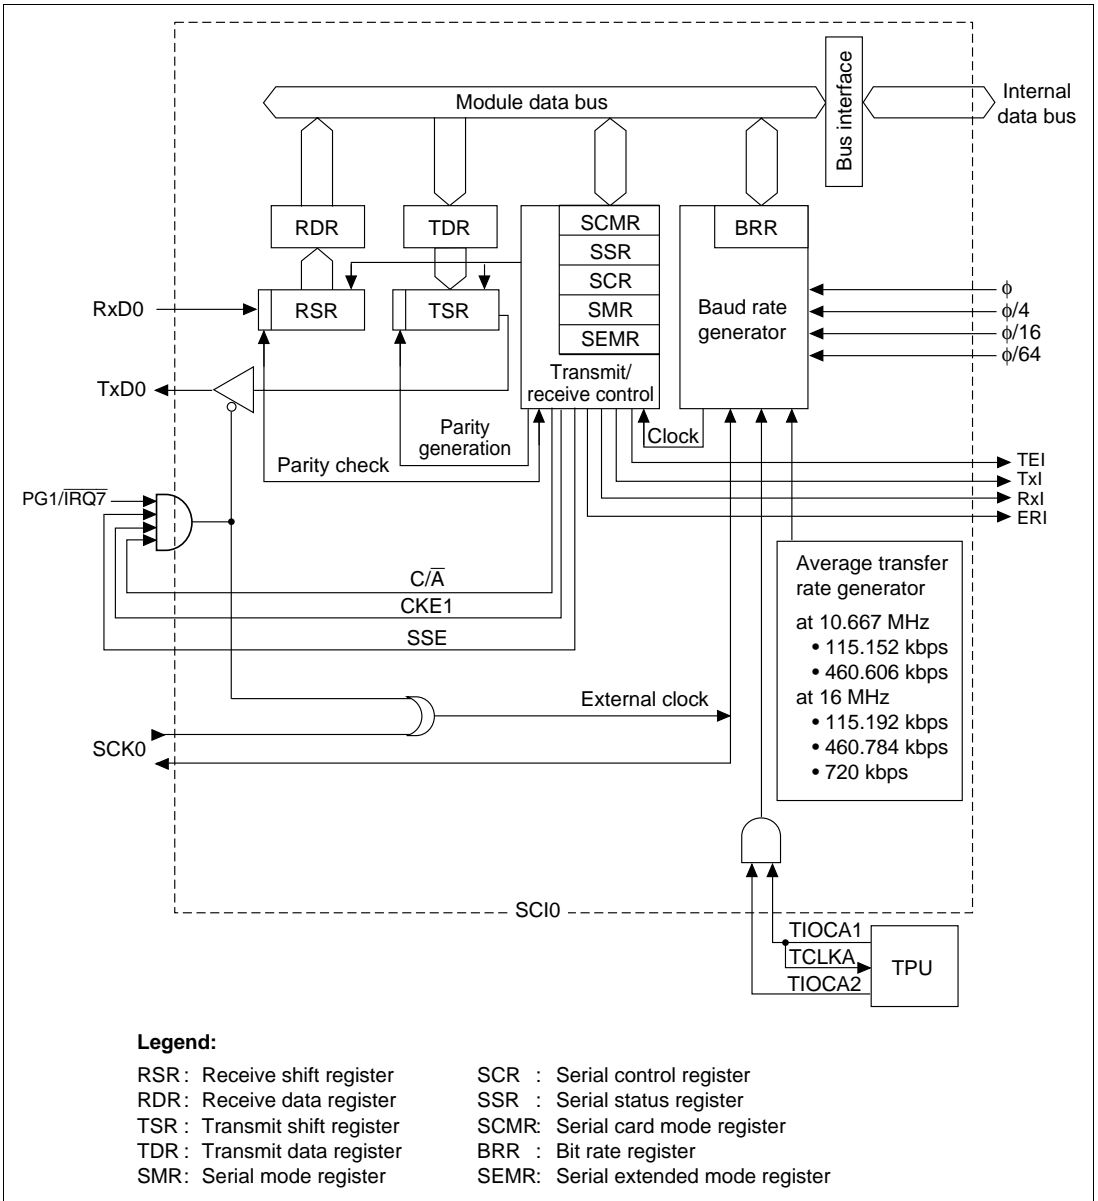 Module data bus
Bus interface
Internal
data bus
RDR
TDR
SCMR
SSR
SCR
SMR
SEMR
BRR
RxD0
RSR
TSR
Baud rate
generator
ϕ
ϕ/4
ϕ/16
ϕ/64
TxD0
Transmit/
receive control
Parity
generation
Clock
Parity check
TEI
TxI
RxI
ERI
PG1/I̅R̅Q̅7̅
C/A̅
CKE1
SSE
Average transfer
rate generator
at 10.667 MHz
• 115.152 kbps
• 460.606 kbps
at 16 MHz
• 115.192 kbps
• 460.784 kbps
• 720 kbps
External clock
SCK0
SCI0
TIOCA1
TCLKA
TIOCA2
TPU
Legend:
RSR : Receive shift register
RDR : Receive data register
TSR : Transmit shift register
TDR : Transmit data register
SMR : Serial mode register
SCR : Serial control register
SSR : Serial status register
SCMR: Serial card mode register
BRR : Bit rate register
SEMR: Serial extended mode register